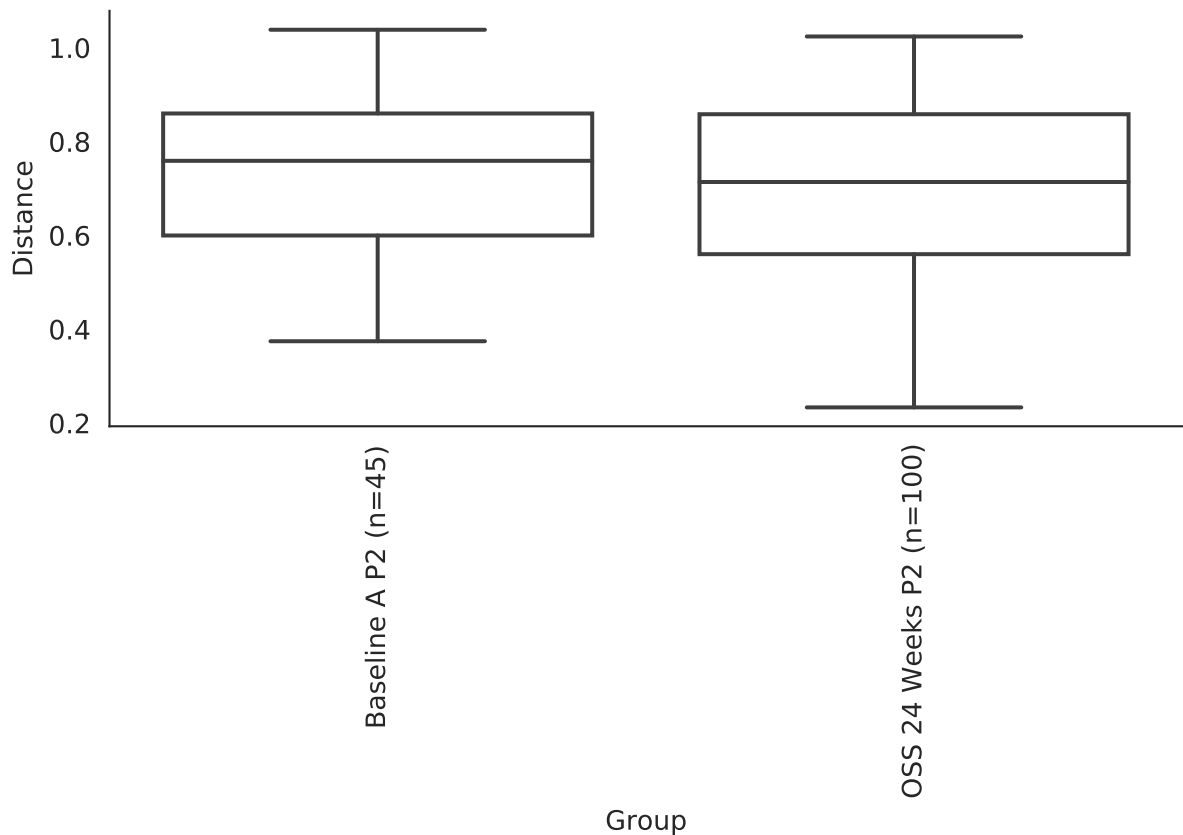 1.0
0.8
0.6
0.4
0.2
Distance
Baseline A P2 (n=45)
OSS 24 Weeks P2 (n=100)
Group